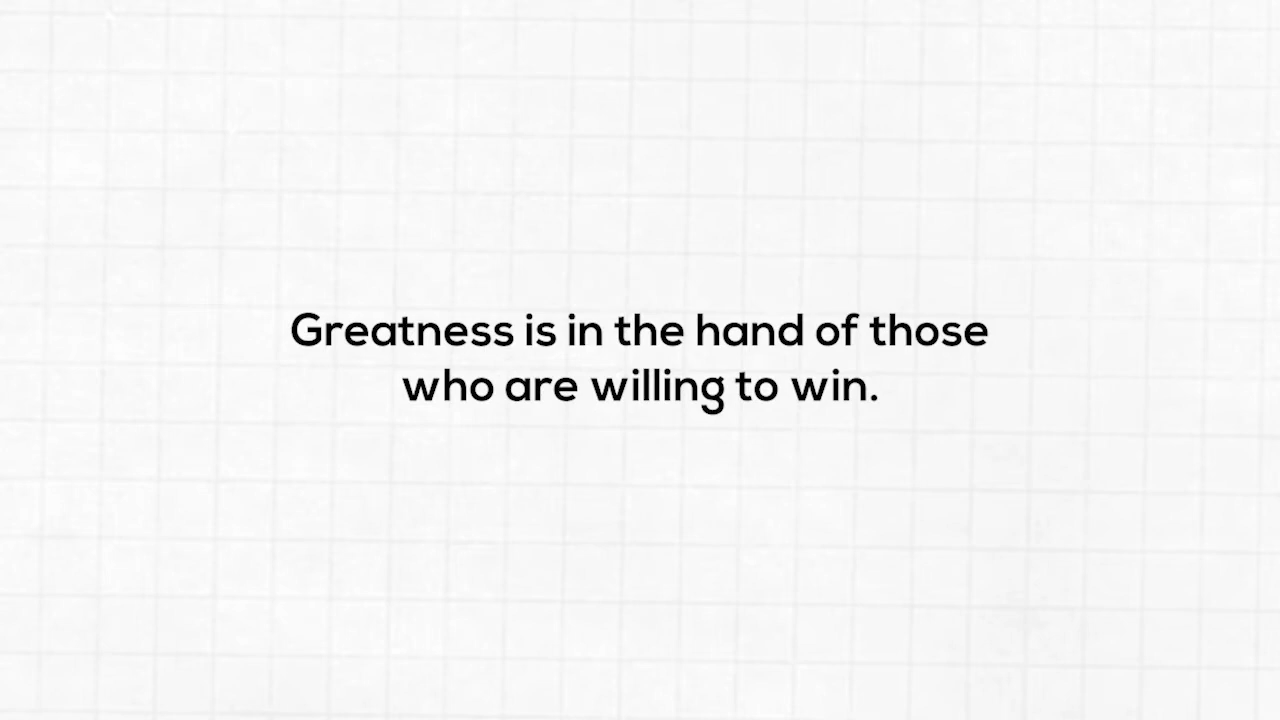 Greatness is in the hand of those
who are willing to win.